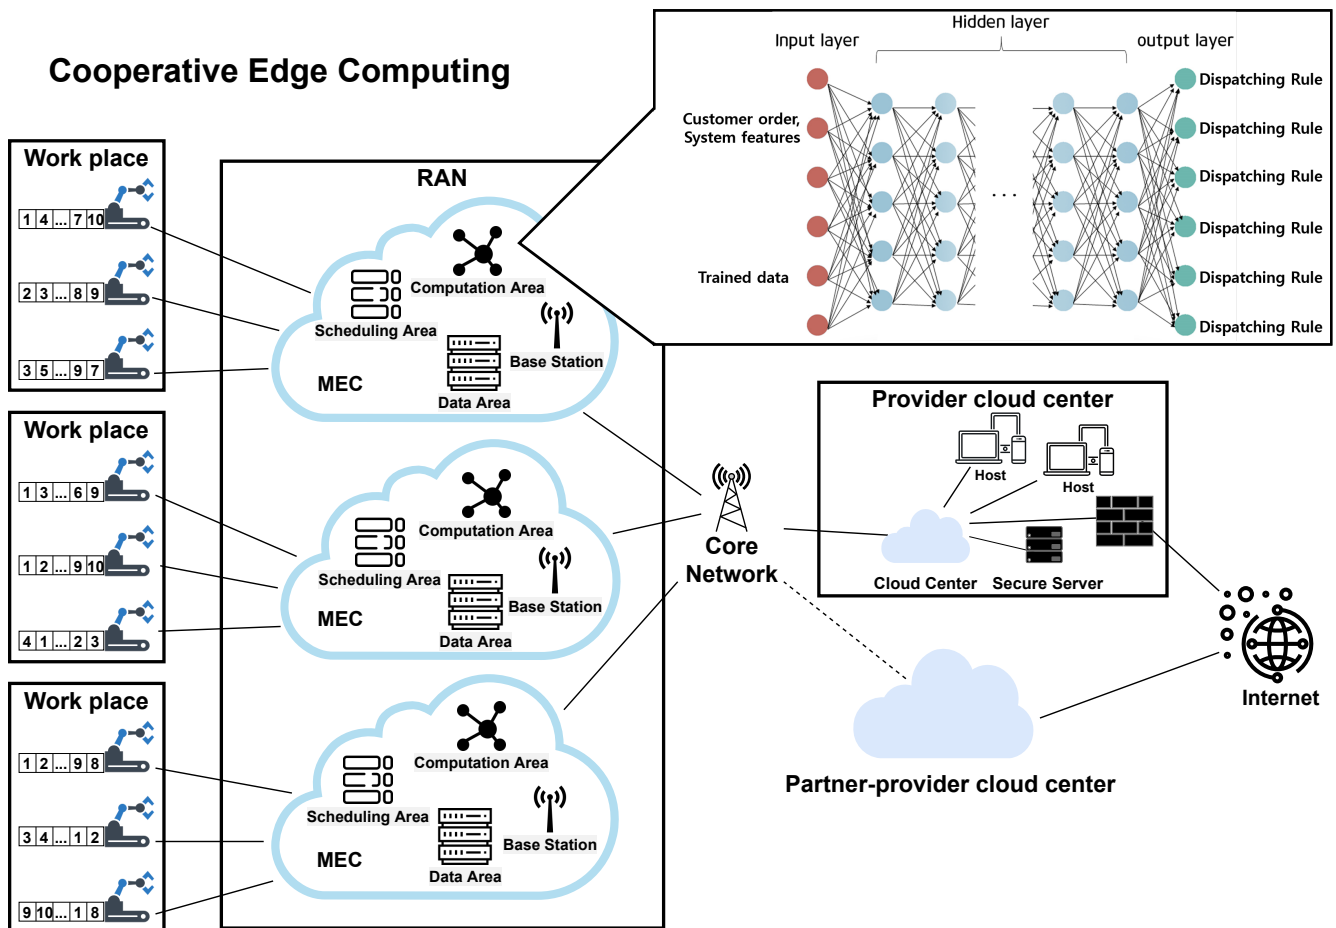 Cooperative Edge Computing
Work place
1 4 ... 7 10
2 3 ... 8 9
3 5 ... 9 7
Work place
1 3 ... 6 9
1 2 ... 9 10
4 1 ... 2 3
Work place
1 2 ... 9 8
3 4 ... 1 2
9 10 ... 1 8
RAN
Computation Area
Scheduling Area
Base Station
MEC
Data Area
Computation Area
Scheduling Area
Base Station
MEC
Data Area
Computation Area
Scheduling Area
Base Station
MEC
Data Area
Hidden layer
Input layer
output layer
Customer order,
System features
Trained data
...
Dispatching Rule
Dispatching Rule
Dispatching Rule
Dispatching Rule
Dispatching Rule
Dispatching Rule
Core
Network
Provider cloud center
Host
Host
Cloud Center
Secure Server
Partner-provider cloud center
Internet